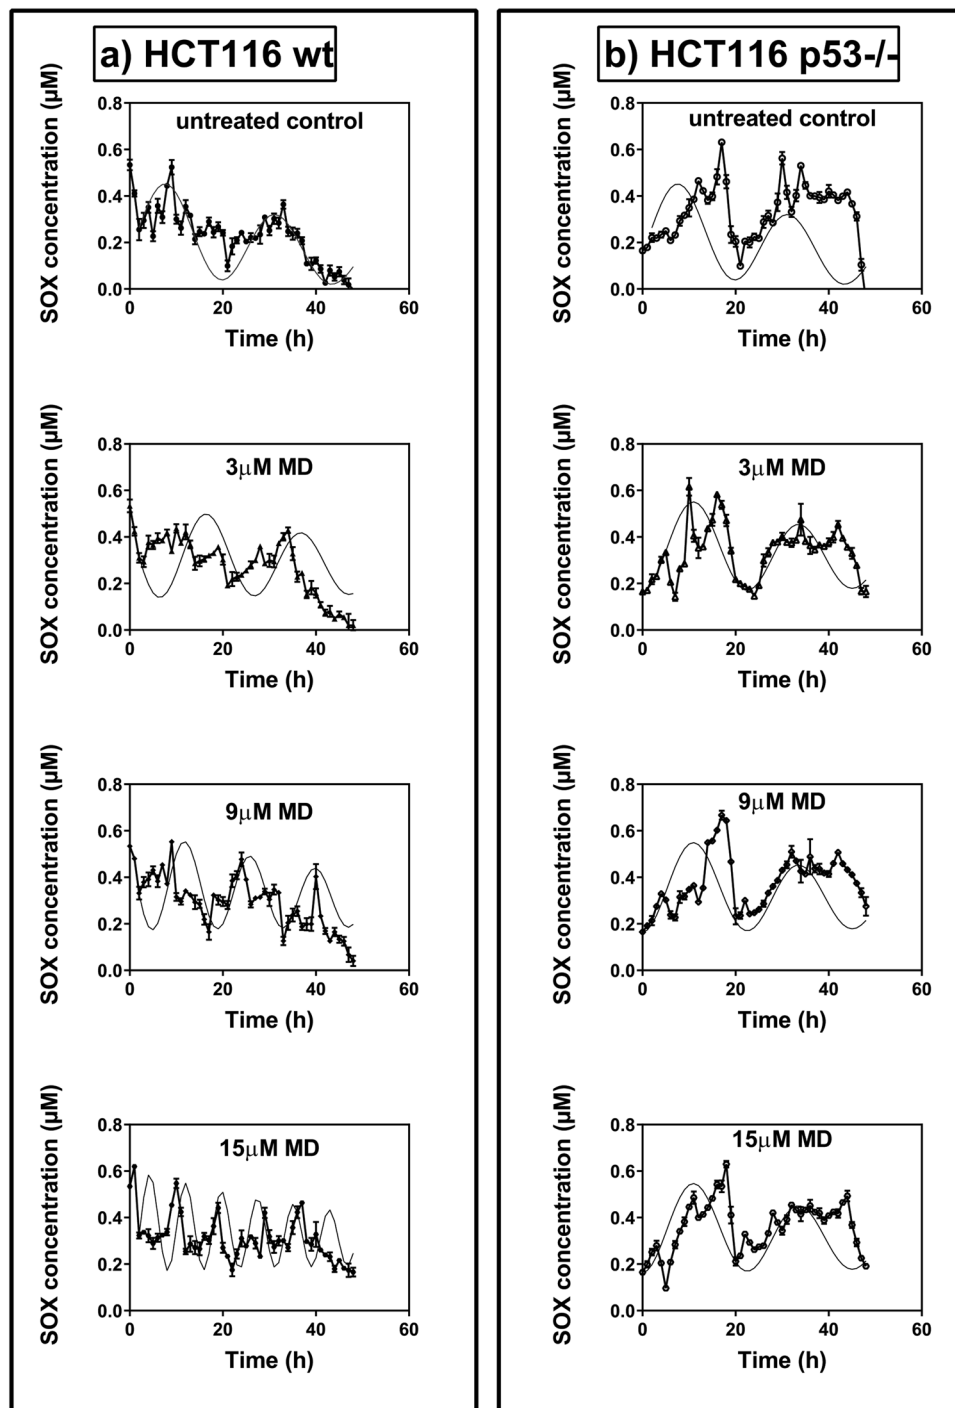 a) HCT116 wt
untreated control
SOX concentration (µM)
0.8
0.6
0.4
0.2
0.0
0 20 40 60
Time (h)
3µM MD
SOX concentration (µM)
0.8
0.6
0.4
0.2
0.0
0 20 40 60
Time (h)
9µM MD
SOX concentration (µM)
0.8
0.6
0.4
0.2
0.0
0 20 40 60
Time (h)
15µM MD
SOX concentration (µM)
0.8
0.6
0.4
0.2
0.0
0 20 40 60
Time (h)
b) HCT116 p53-/-
untreated control
SOX concentration (µM)
0.8
0.6
0.4
0.2
0.0
0 20 40 60
Time (h)
3µM MD
SOX concentration (µM)
0.8
0.6
0.4
0.2
0.0
0 20 40 60
Time (h)
9µM MD
SOX concentration (µM)
0.8
0.6
0.4
0.2
0.0
0 20 40 60
Time (h)
15µM MD
SOX concentration (µM)
0.8
0.6
0.4
0.2
0.0
0 20 40 60
Time (h)